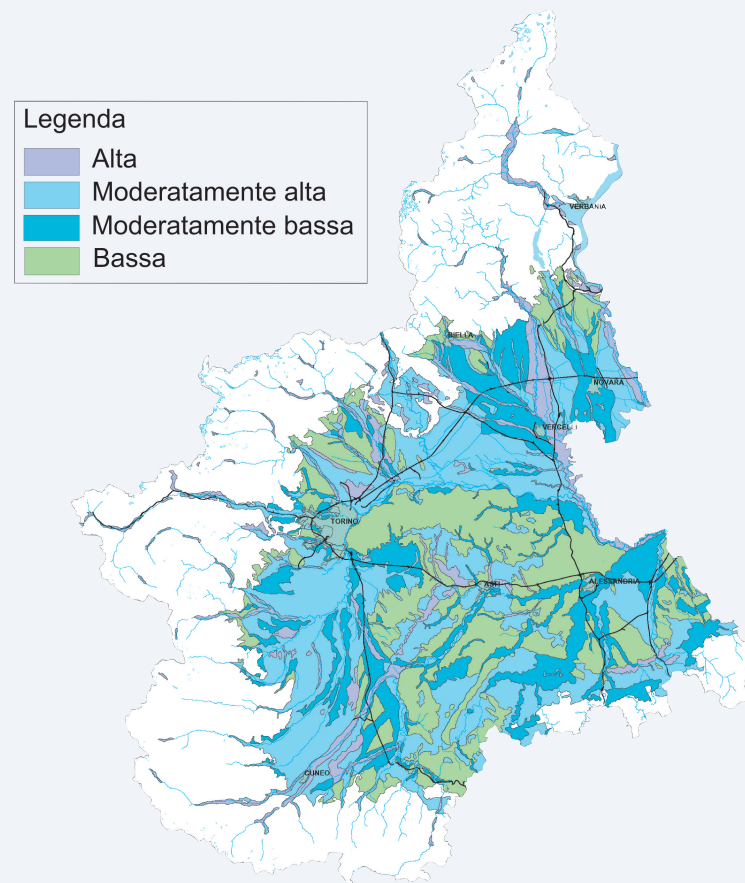 Legenda
Alta
Moderatamente alta
Moderatamente bassa
Bassa
VERBANIA
BIELLA
NOVARA
VERCELLI
TORINO
ASTI
ALESSANDRIA
CUNEO